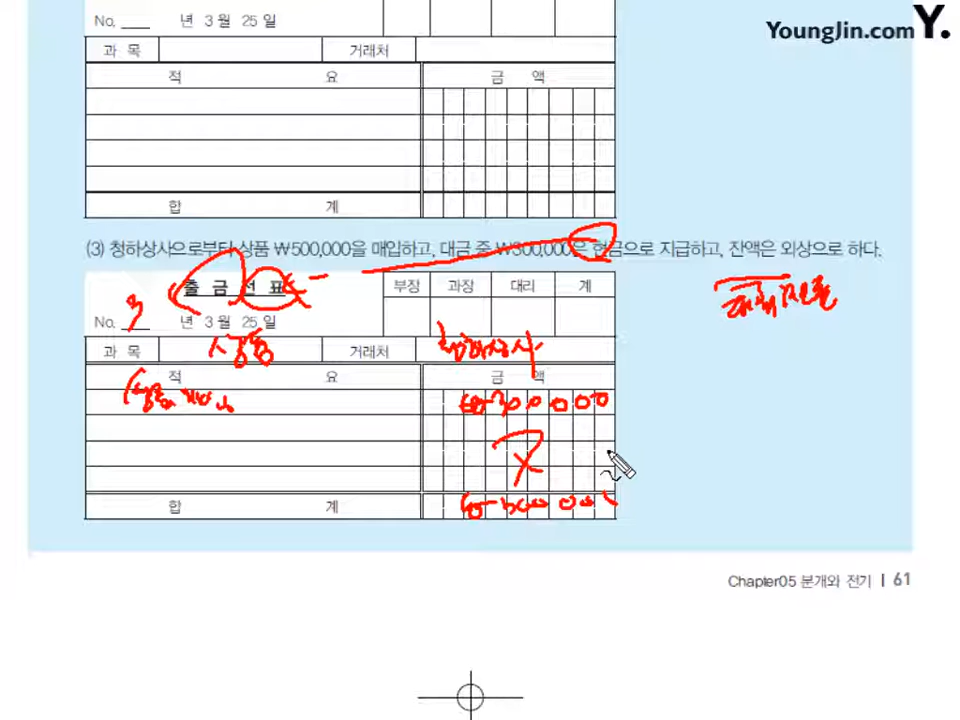 No. ___ 년 3 월 25 일
YoungJin.com Y.
과 목 거래처
적 요 금 액
합 계
(3) 청하상사으로부터 상품 ₩500,000을 매입하고, 대금 중 ₩300,000은 현금으로 지급하고, 잔액은 외상으로 하다.
출 금 전 표 부장 과장 대리 계
No. 3 년 3 월 25 일
과 목 상품 거래처 청하상사
적 요 금 액
합 계
Chapter05 분개와 전기 | 61